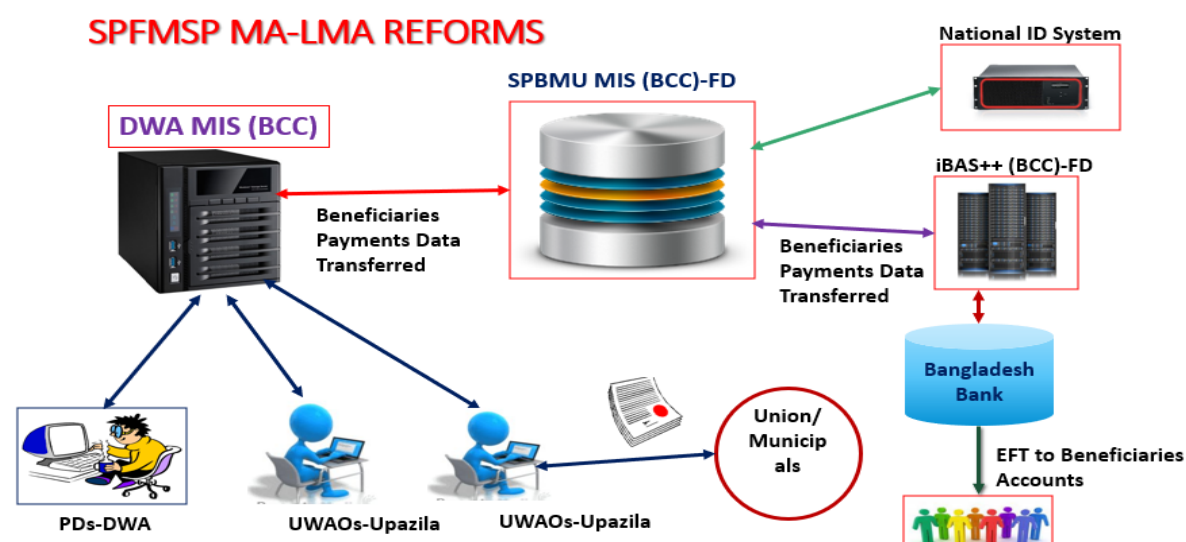 SPFMSP MA-LMA REFORMS
National ID System
SPBMU MIS (BCC)-FD
DWA MIS (BCC)
iBAS++ (BCC)-FD
Beneficiaries
Payments Data
Transferred
Beneficiaries
Payments Data
Transferred
Bangladesh
Bank
Union/
Municip
als
EFT to Beneficiaries
Accounts
PDs-DWA
UWAOs-Upazila
UWAOs-Upazila